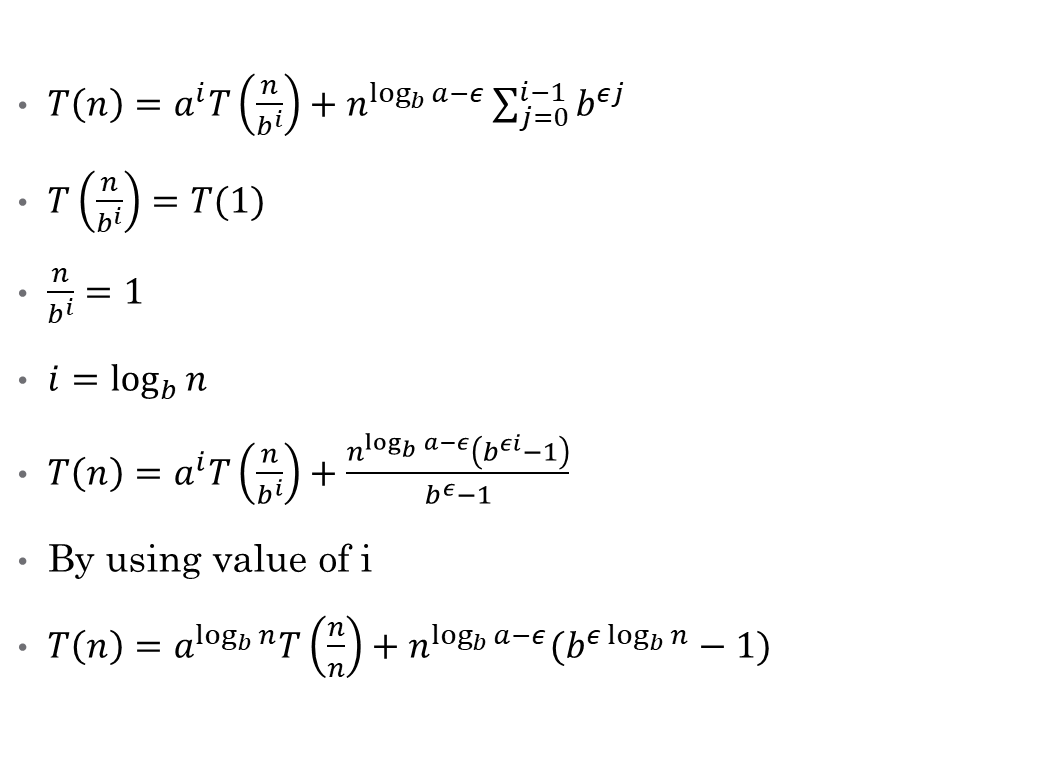 • T(n) = a^i T(n/b^i) + n^(log_b a−ϵ) ∑_(j=0)^(i−1) b^(ϵj)
• T(n/b^i) = T(1)
• n/b^i = 1
• i = log_b n
• T(n) = a^i T(n/b^i) + n^(log_b a−ϵ)(b^(ϵi)−1)/(b^ϵ−1)
• By using value of i
• T(n) = a^(log_b n) T(n/n) + n^(log_b a−ϵ)(b^(ϵ log_b n) − 1)